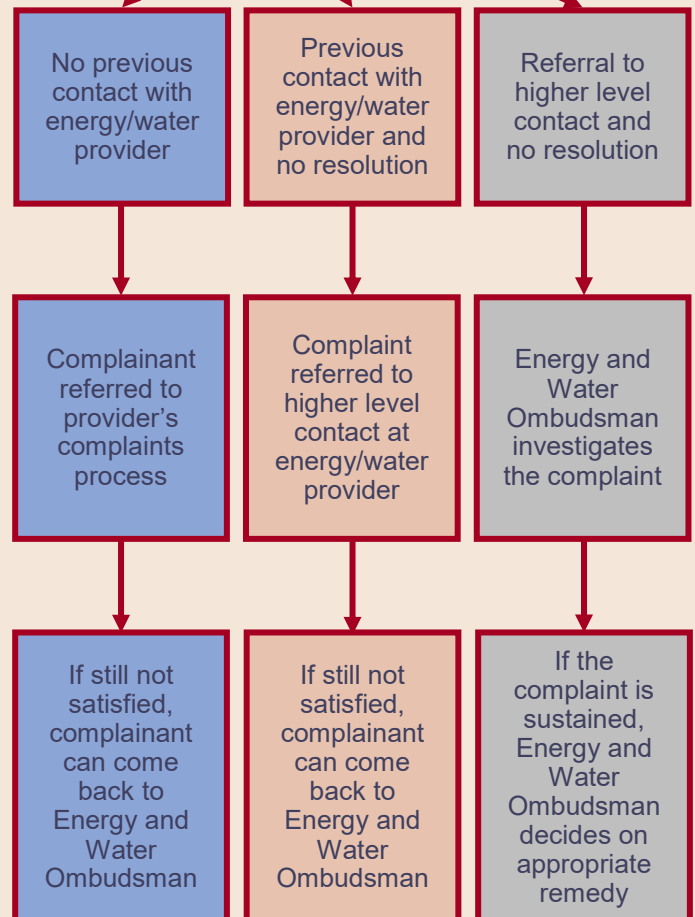 No previous
contact with
energy/water
provider
Previous
contact with
energy/water
provider and
no resolution
Referral to
higher level
contact and
no resolution
Complainant
referred to
provider's
complaints
process
Complaint
referred to
higher level
contact at
energy/water
provider
Energy and
Water
Ombudsman
investigates
the complaint
If still not
satisfied,
complainant
can come
back to
Energy and
Water
Ombudsman
If still not
satisfied,
complainant
can come
back to
Energy and
Water
Ombudsman
If the
complaint is
sustained,
Energy and
Water
Ombudsman
decides on
appropriate
remedy